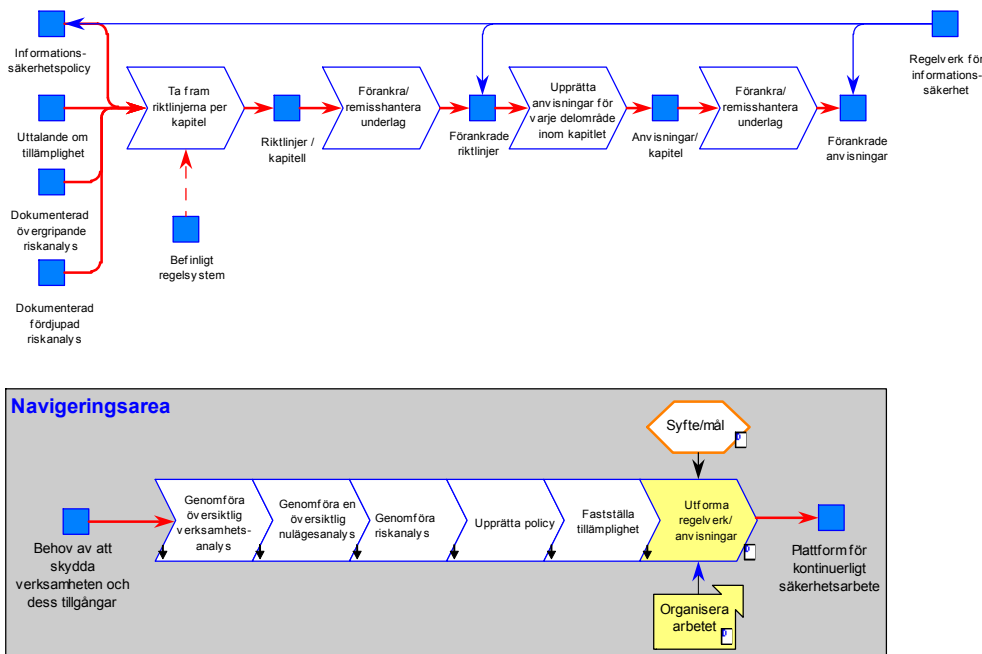 Informations-
säkerhetspolicy
Regelverk för
informations-
säkerhet
Ta fram
riktlinjerna per
kapitel
Förankra/
remisshantera
underlag
Upprätta
anvisningar för
varje delområde
inom kapitlet
Förankra/
remisshantera
underlag
Uttalande om
tillämplighet
Riktlinjer /
kapitell
Förankrade
riktlinjer
Anvisningar/
kapitel
Förankrade
anvisningar
Dokumenterad
övergripande
riskanalys
Befinligt
regelsystem
Dokumenterad
fördjupad
riskanalys
Navigeringsarea
Syfte/mål
Genomföra
översiktlig
verksamhets-
analys
Genomföra en
översiktlig
nulägesanalys
Genomföra
riskanalys
Upprätta policy
Fastställa
tillämplighet
Utforma
regelverk/
anvisningar
Behov av att
skydda
verksamheten och
dess tillgångar
Plattform för
kontinuerligt
säkerhetsarbete
Organisera
arbetet